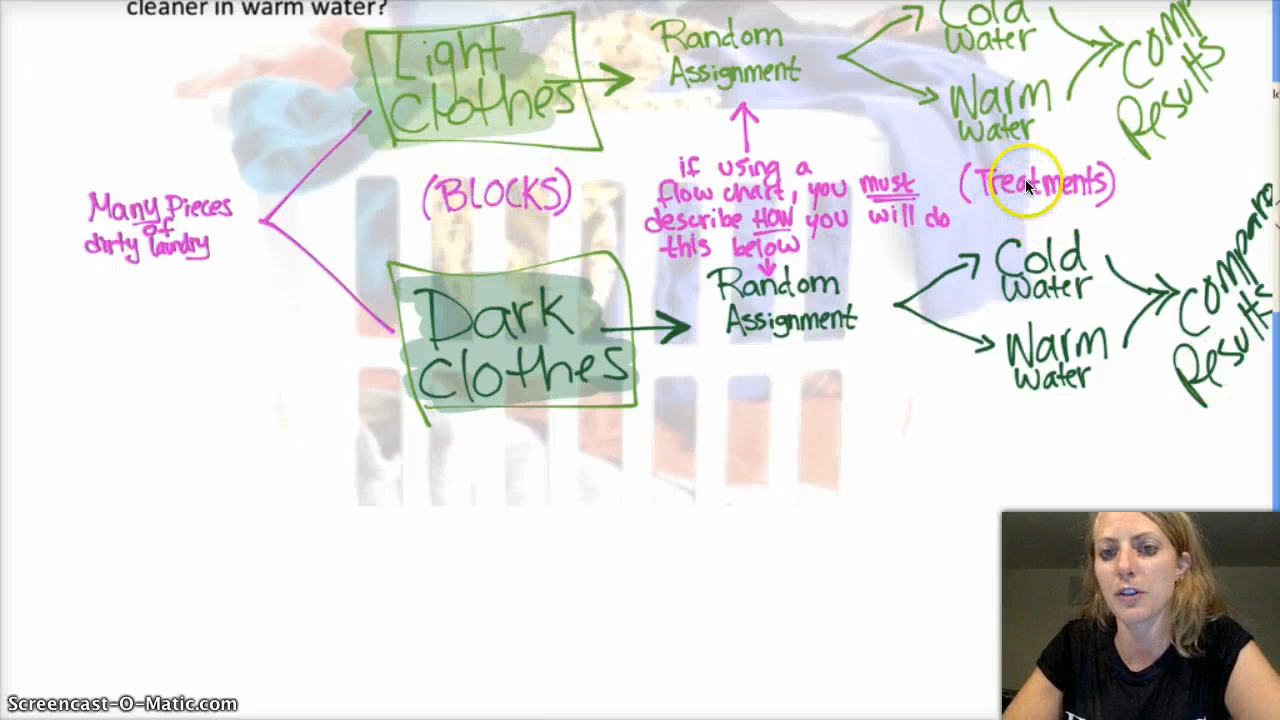 cleaner in warm water?
Light
Clothes
Random
Assignment
Cold
Water
Warm
Water
Results
Many Pieces
of
dirty laundry
(BLOCKS)
if using a
flow chart, you must
describe HOW you will do
this below
(Treatments)
Dark
Clothes
Random
Assignment
Cold
Water
Warm
Water
Compare
Results
Screencast-O-Matic.com